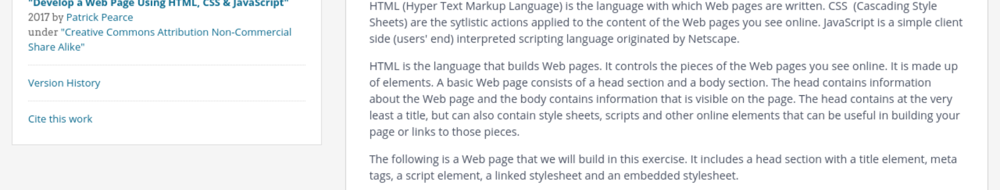 "Develop a Web Page Using HTML, CSS & JavaScript"
2017 by Patrick Pearce
under "Creative Commons Attribution Non-Commercial
Share Alike"
Version History
Cite this work
HTML (Hyper Text Markup Language) is the language with which Web pages are written. CSS  (Cascading Style
Sheets) are the sytlistic actions applied to the content of the Web pages you see online. JavaScript is a simple client
side (users' end) interpreted scripting language originated by Netscape.
HTML is the language that builds Web pages. It controls the pieces of the Web pages you see online. It is made up
of elements. A basic Web page consists of a head section and a body section. The head contains information
about the Web page and the body contains information that is visible on the page. The head contains at the very
least a title, but can also contain style sheets, scripts and other online elements that can be useful in building your
page or links to those pieces.
The following is a Web page that we will build in this exercise. It includes a head section with a title element, meta
tags, a script element, a linked stylesheet and an embedded stylesheet.